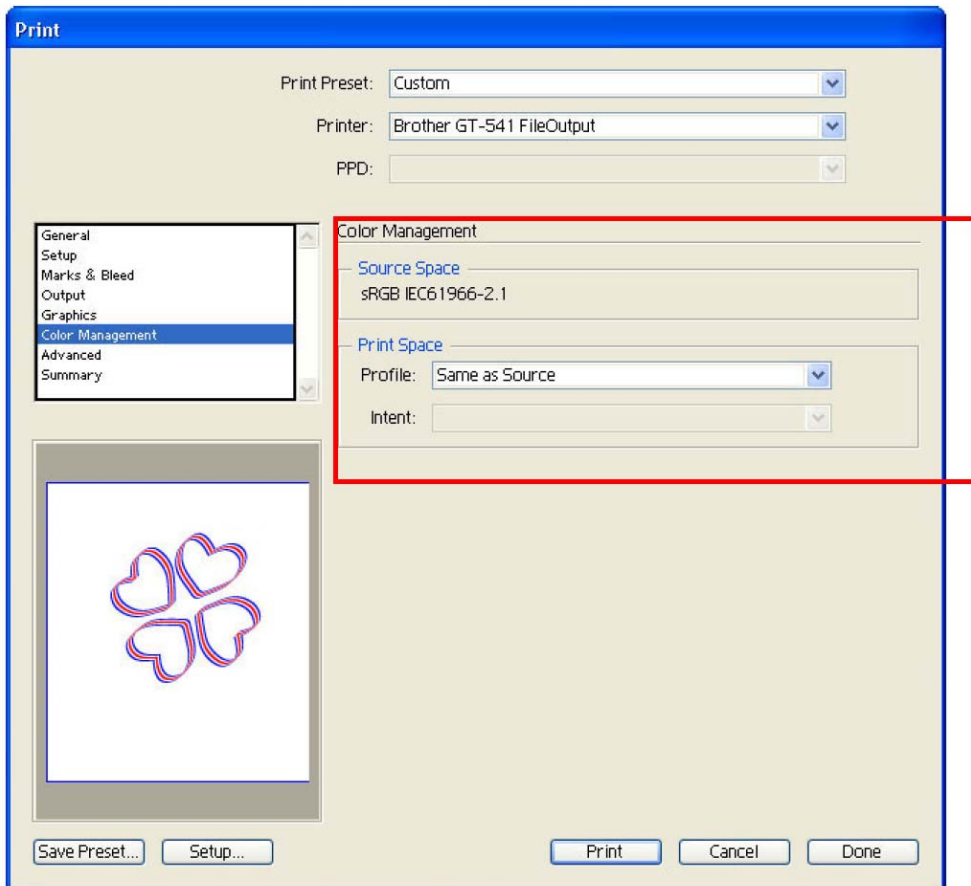 Print
Print Preset: Custom
Printer: Brother GT-541 FileOutput
PPD:
General
Setup
Marks & Bleed
Output
Graphics
Color Management
Advanced
Summary
Color Management
Source Space
sRGB IEC61966-2.1
Print Space
Profile: Same as Source
Intent:
Save Preset... Setup... Print Cancel Done